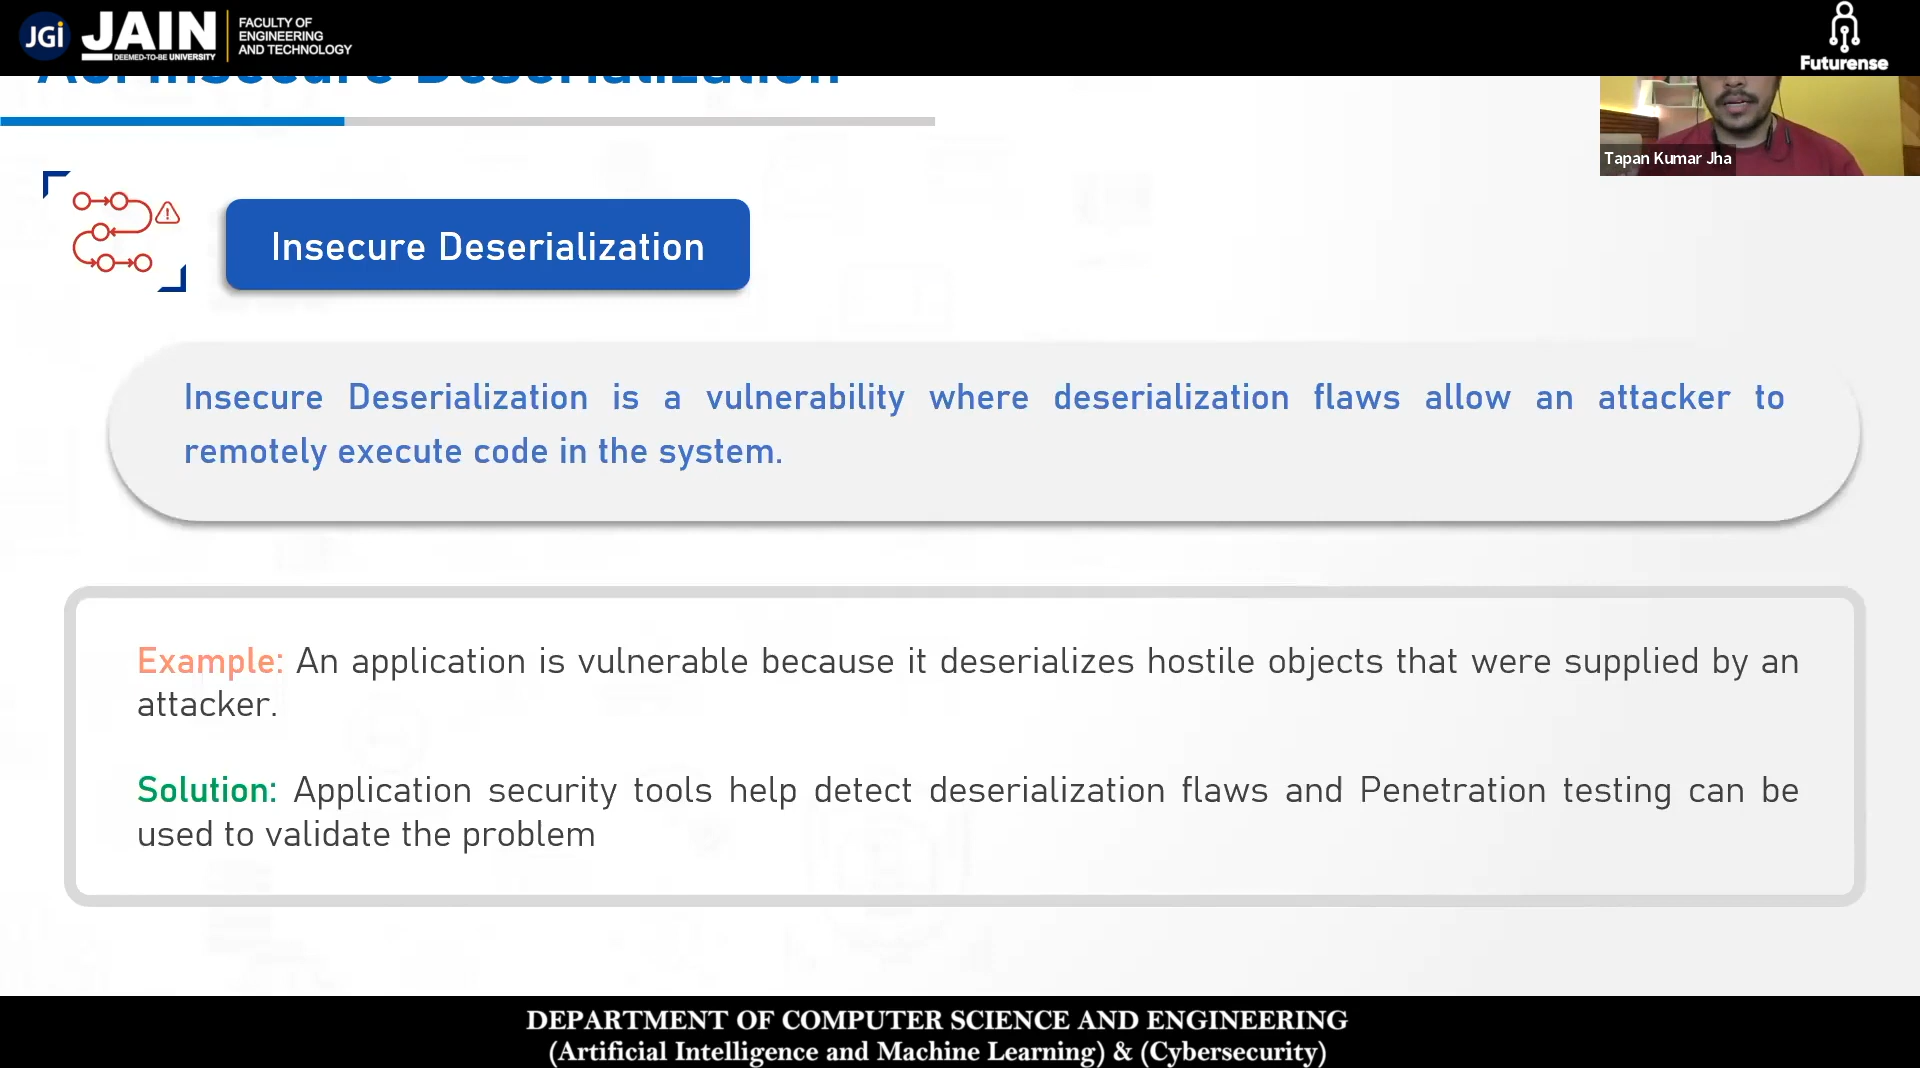 JGi JAIN
DEEMED-TO-BE UNIVERSITY
FACULTY OF
ENGINEERING
AND TECHNOLOGY
Futurense
Insecure Deserialization
Tapan Kumar Jha
Insecure Deserialization
Insecure Deserialization is a vulnerability where deserialization flaws allow an attacker to
remotely execute code in the system.
Example: An application is vulnerable because it deserializes hostile objects that were supplied by an
attacker.
Solution: Application security tools help detect deserialization flaws and Penetration testing can be
used to validate the problem
DEPARTMENT OF COMPUTER SCIENCE AND ENGINEERING
(Artificial Intelligence and Machine Learning) & (Cybersecurity)